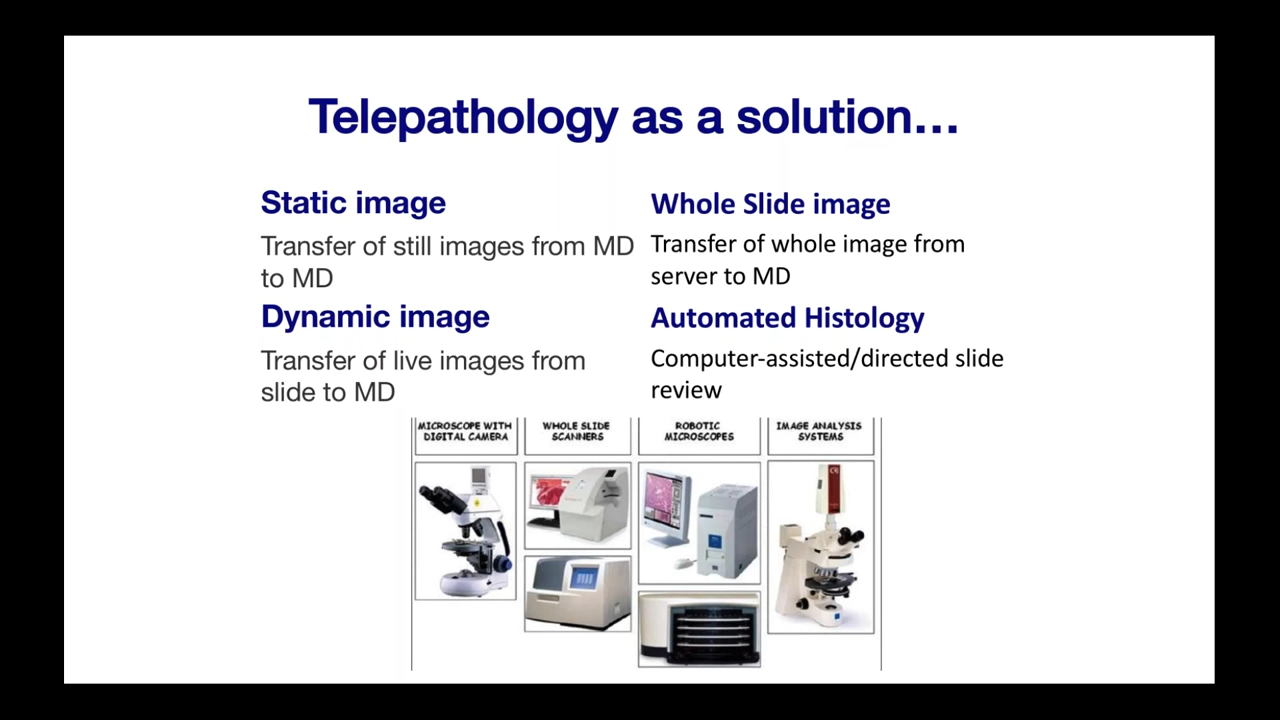 Telepathology as a solution...
Static image
Transfer of still images from MD
to MD
Dynamic image
Transfer of live images from
slide to MD
Whole Slide image
Transfer of whole image from
server to MD
Automated Histology
Computer-assisted/directed slide
review
MICROSCOPE WITH
DIGITAL CAMERA
WHOLE SLIDE
SCANNERS
ROBOTIC
MICROSCOPES
IMAGE ANALYSIS
SYSTEMS